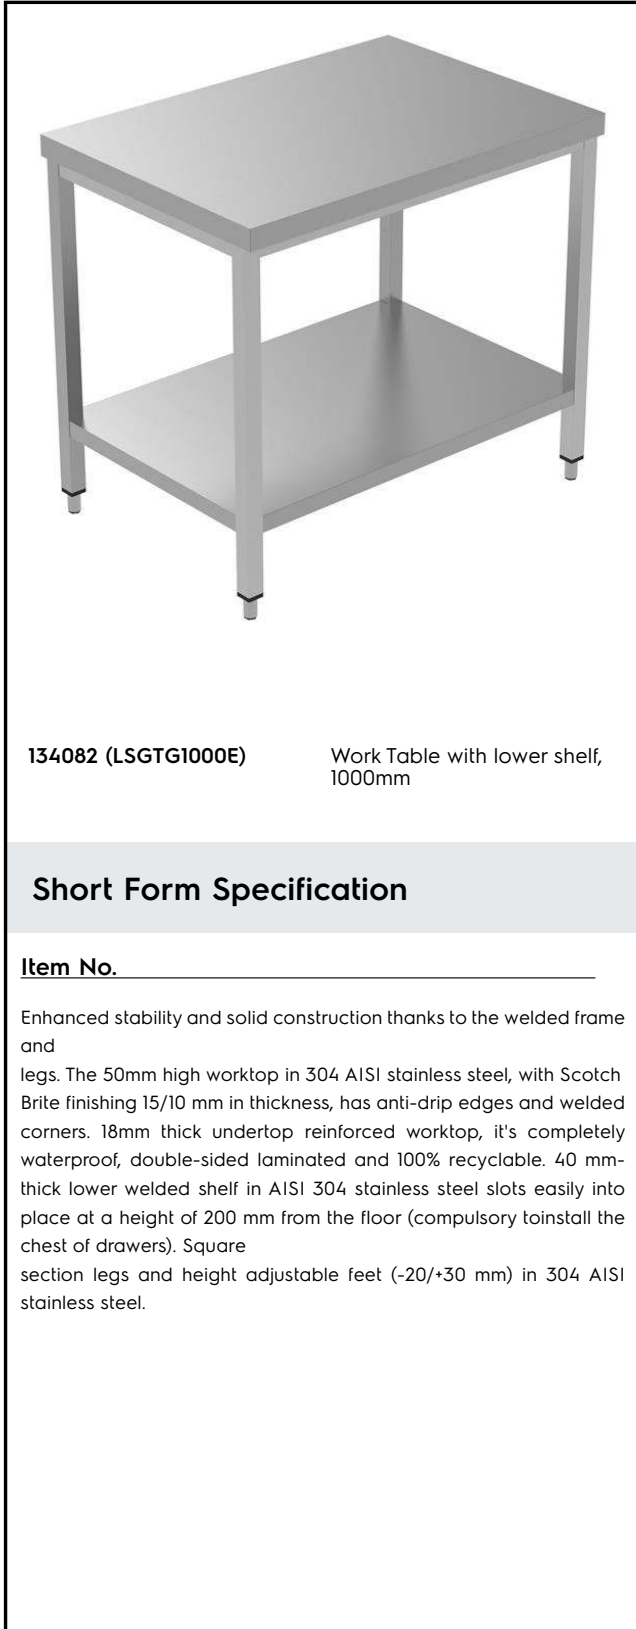 134082 (LSGTG1000E)
Work Table with lower shelf,
1000mm
Short Form Specification
Item No.
Enhanced stability and solid construction thanks to the welded frame
and
legs. The 50mm high worktop in 304 AISI stainless steel, with Scotch
Brite finishing 15/10 mm in thickness, has anti-drip edges and welded
corners. 18mm thick undertop reinforced worktop, it's completely
waterproof, double-sided laminated and 100% recyclable. 40 mm-
thick lower welded shelf in AISI 304 stainless steel slots easily into
place at a height of 200 mm from the floor (compulsory toinstall the
chest of drawers). Square
section legs and height adjustable feet (-20/+30 mm) in 304 AISI
stainless steel.